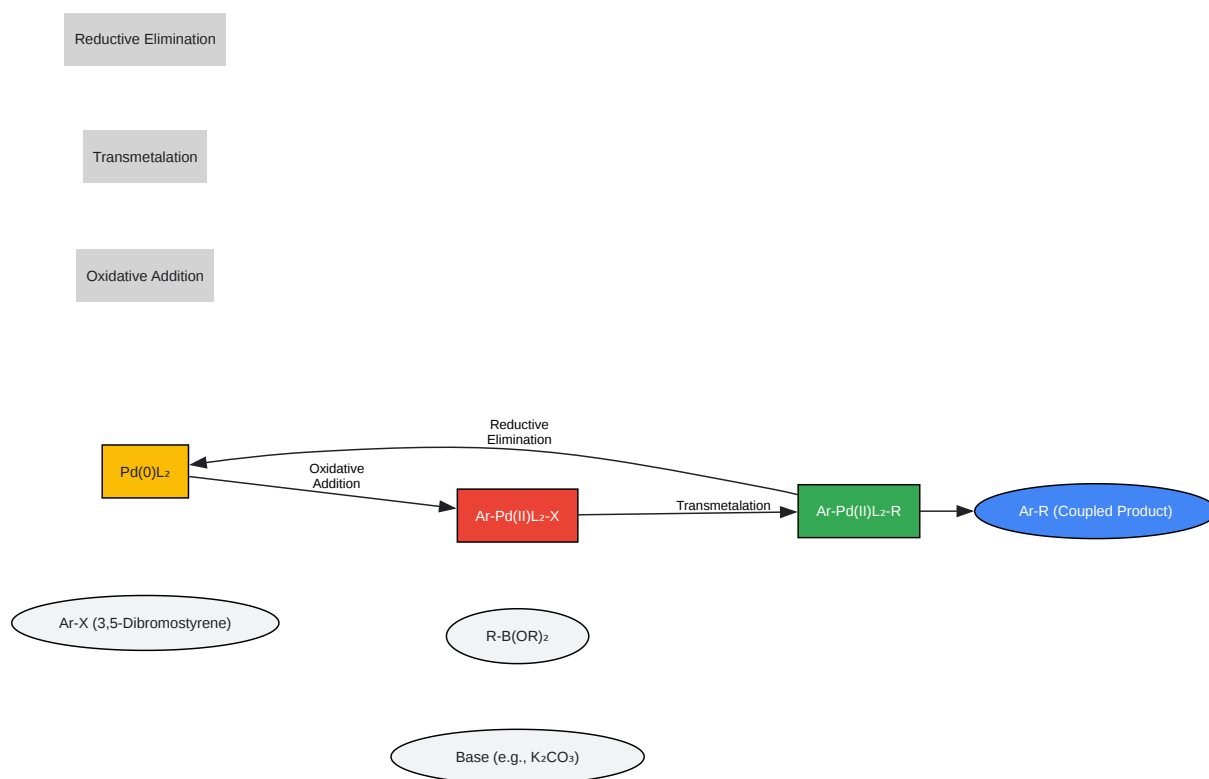 Reductive Elimination
Transmetalation
Oxidative Addition
Reductive
Elimination
Pd(0)L₂
Oxidative
Addition
Ar-Pd(II)L₂-X
Transmetalation
Ar-Pd(II)L₂-R
Ar-R (Coupled Product)
Ar-X (3,5-Dibromostyrene)
R-B(OR)₂
Base (e.g., K₂CO₃)